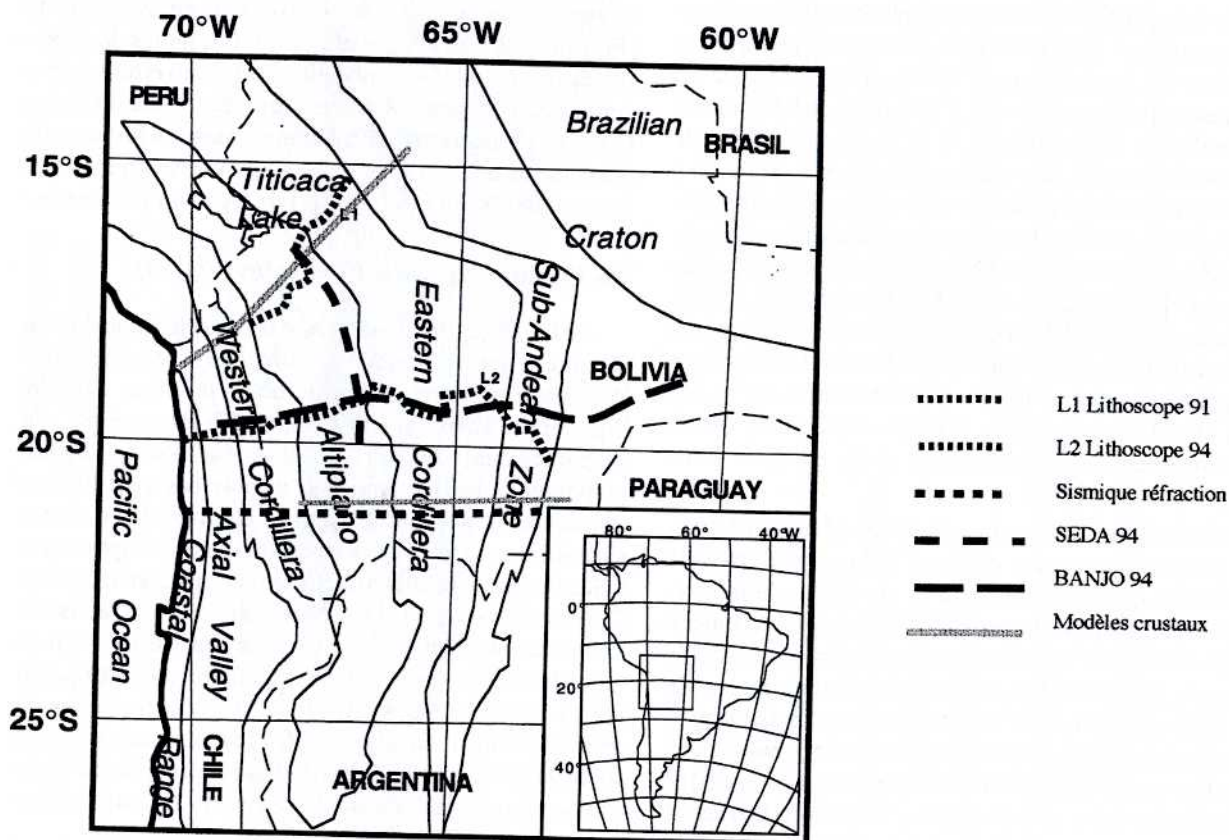 70°W
65°W
60°W
PERU
Brazilian
BRASIL
15°S
Titicaca
Lake
Craton
Sub-Andean
Zone
Eastern
Cordillera
Western
Cordillera
L2
BOLIVIA
20°S
Altiplano
Pacific
Ocean
PARAGUAY
Axial
Valley
Coastal
Range
25°S
CHILE
ARGENTINA
80°
60°
40°W
0°
20°
40°
L1 Lithoscope 91
L2 Lithoscope 94
Sismique réfraction
SEDA 94
BANJO 94
Modèles crustaux